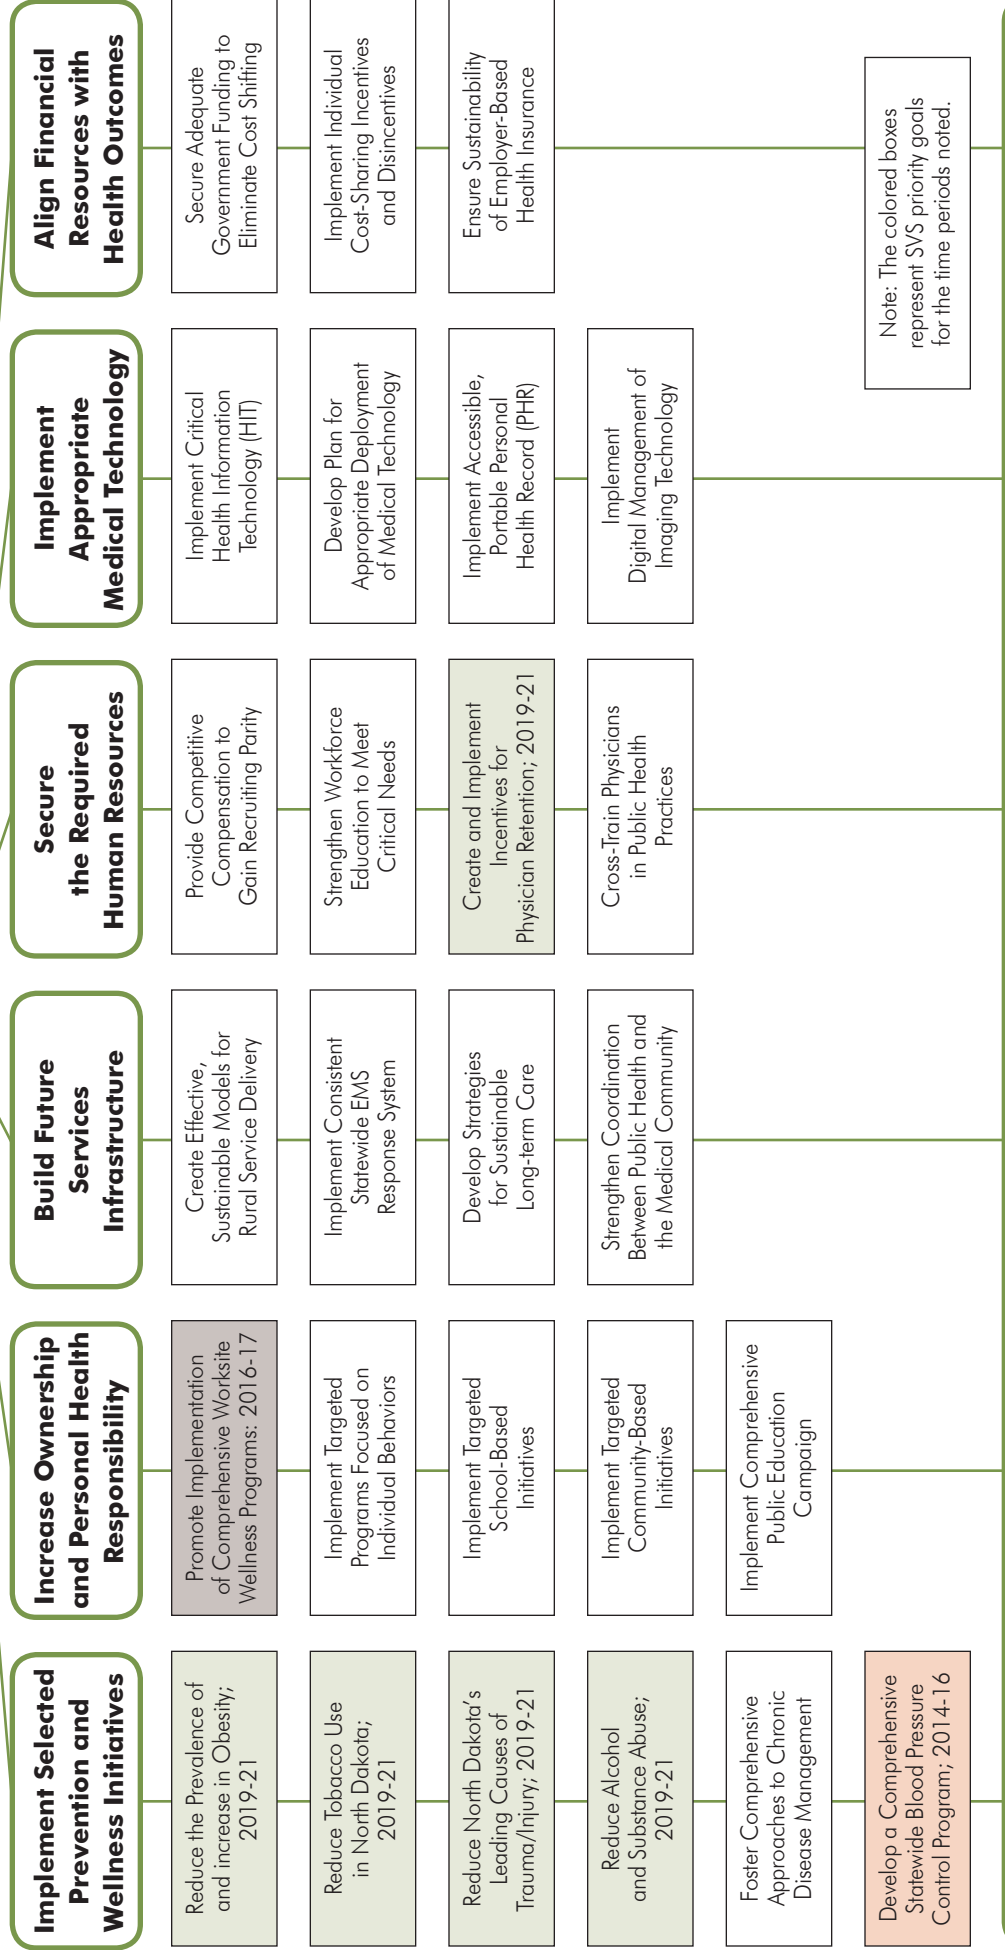 Implement Selected
Prevention and
Wellness Initiatives
Reduce the Prevalence of
and increase in Obesity;
2019-21
Reduce Tobacco Use
in North Dakota;
2019-21
Reduce North Dakota's
Leading Causes of
Trauma/Injury; 2019-21
Reduce Alcohol
and Substance Abuse;
2019-21
Foster Comprehensive
Approaches to Chronic
Disease Management
Develop a Comprehensive
Statewide Blood Pressure
Control Program; 2014-16
Increase Ownership
and Personal Health
Responsibility
Promote Implementation
of Comprehensive Worksite
Wellness Programs: 2016-17
Implement Targeted
Programs Focused on
Individual Behaviors
Implement Targeted
School-Based
Initiatives
Implement Targeted
Community-Based
Initiatives
Implement Comprehensive
Public Education
Campaign
Build Future
Services
Infrastructure
Create Effective,
Sustainable Models for
Rural Service Delivery
Implement Consistent
Statewide EMS
Response System
Develop Strategies
for Sustainable
Long-term Care
Strengthen Coordination
Between Public Health and
the Medical Community
Secure
the Required
Human Resources
Provide Competitive
Compensation to
Gain Recruiting Parity
Strengthen Workforce
Education to Meet
Critical Needs
Create and Implement
Incentives for
Physician Retention; 2019-21
Cross-Train Physicians
in Public Health
Practices
Implement
Appropriate
Medical Technology
Implement Critical
Health Information
Technology (HIT)
Develop Plan for
Appropriate Deployment
of Medical Technology
Implement Accessible,
Portable Personal
Health Record (PHR)
Implement
Digital Management of
Imaging Technology
Align Financial
Resources with
Health Outcomes
Secure Adequate
Government Funding to
Eliminate Cost Shifting
Implement Individual
Cost-Sharing Incentives
and Disincentives
Ensure Sustainability
of Employer-Based
Health Insurance
Note: The colored boxes
represent SVS priority goals
for the time periods noted.